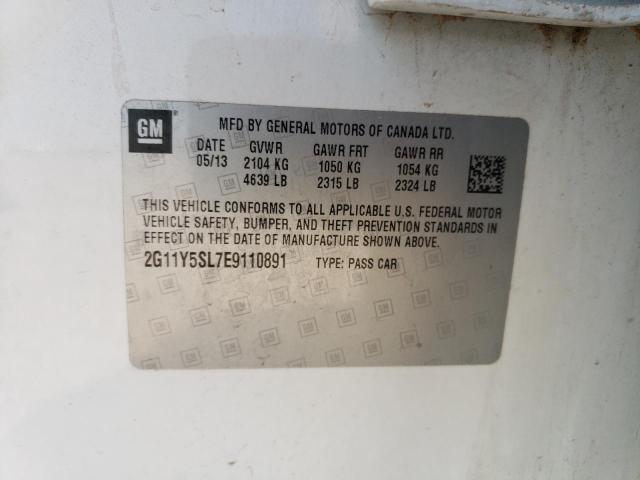 GM
MFD BY GENERAL MOTORS OF CANADA LTD.
DATE GVWR GAWR FRT GAWR RR
05/13 2104 KG 1050 KG 1054 KG
4639 LB 2315 LB 2324 LB
THIS VEHICLE CONFORMS TO ALL APPLICABLE U.S. FEDERAL MOTOR
VEHICLE SAFETY, BUMPER, AND THEFT PREVENTION STANDARDS IN
EFFECT ON THE DATE OF MANUFACTURE SHOWN ABOVE.
2G11Y5SL7E9110891 TYPE: PASS CAR